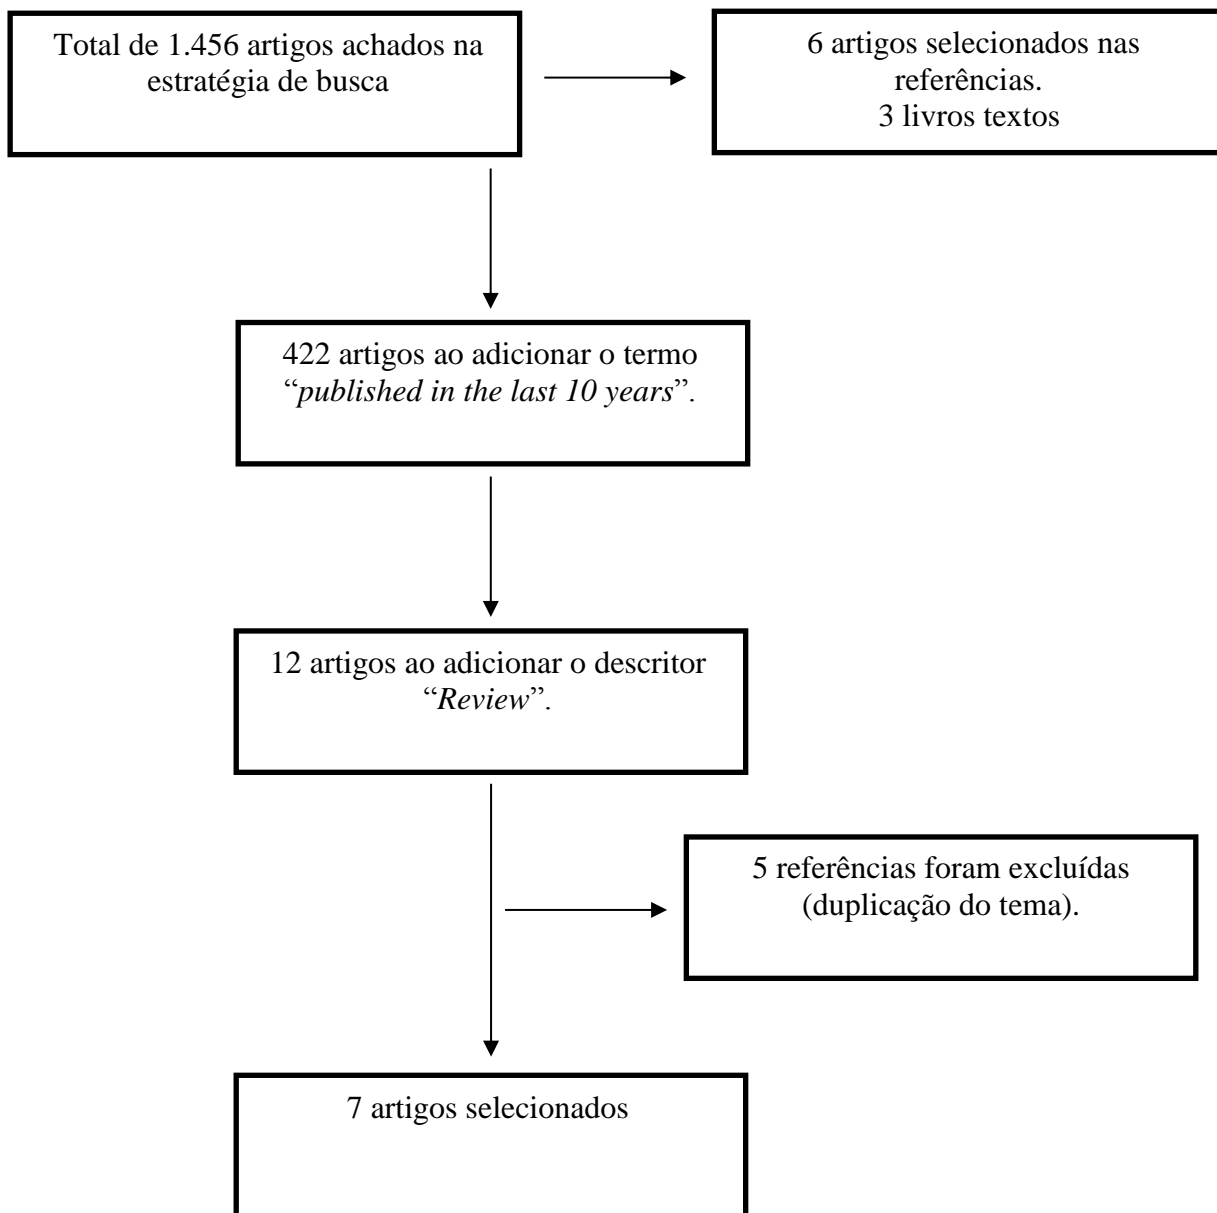 Total de 1.456 artigos achados na
estratégia de busca
6 artigos selecionados nas
referências.
3 livros textos
422 artigos ao adicionar o termo
“published in the last 10 years”.
12 artigos ao adicionar o descritor
“Review”.
5 referências foram excluídas
(duplicação do tema).
7 artigos selecionados